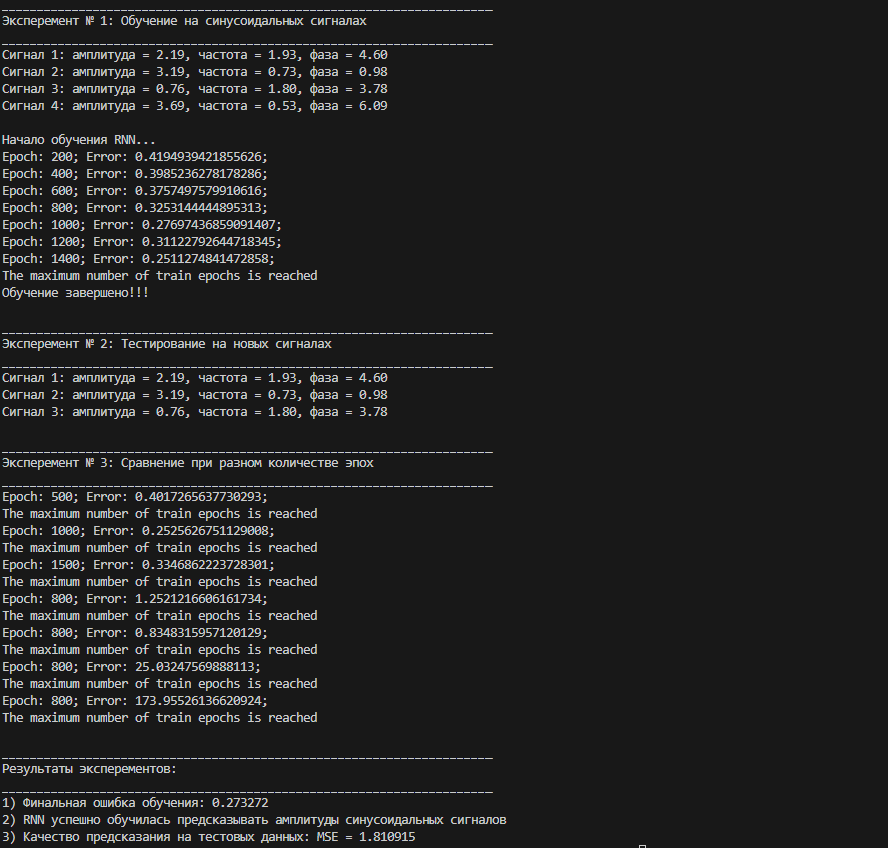 Эксперемент № 1: Обучение на синусоидальных сигналах
Сигнал 1: амплитуда = 2.19, частота = 1.93, фаза = 4.60
Сигнал 2: амплитуда = 3.19, частота = 0.73, фаза = 0.98
Сигнал 3: амплитуда = 0.76, частота = 1.80, фаза = 3.78
Сигнал 4: амплитуда = 3.69, частота = 0.53, фаза = 6.09
Начало обучения RNN...
Epoch: 200; Error: 0.4194939421855626;
Epoch: 400; Error: 0.3985236278178286;
Epoch: 600; Error: 0.3757497579910616;
Epoch: 800; Error: 0.3253144444895313;
Epoch: 1000; Error: 0.27697436859091407;
Epoch: 1200; Error: 0.31122792644718345;
Epoch: 1400; Error: 0.2511274841472858;
The maximum number of train epochs is reached
Обучение завершено!!!
Эксперемент № 2: Тестирование на новых сигналах
Сигнал 1: амплитуда = 2.19, частота = 1.93, фаза = 4.60
Сигнал 2: амплитуда = 3.19, частота = 0.73, фаза = 0.98
Сигнал 3: амплитуда = 0.76, частота = 1.80, фаза = 3.78
Эксперемент № 3: Сравнение при разном количестве эпох
Epoch: 500; Error: 0.4017265637730293;
The maximum number of train epochs is reached
Epoch: 1000; Error: 0.2525626751129008;
The maximum number of train epochs is reached
Epoch: 1500; Error: 0.3346862223728301;
The maximum number of train epochs is reached
Epoch: 800; Error: 1.2521216606161734;
The maximum number of train epochs is reached
Epoch: 800; Error: 0.8348315957120129;
The maximum number of train epochs is reached
Epoch: 800; Error: 25.03247569888113;
The maximum number of train epochs is reached
Epoch: 800; Error: 173.95526136620924;
The maximum number of train epochs is reached
Результаты эксперементов:
1) Финальная ошибка обучения: 0.273272
2) RNN успешно обучилась предсказывать амплитуды синусоидальных сигналов
3) Качество предсказания на тестовых данных: MSE = 1.810915